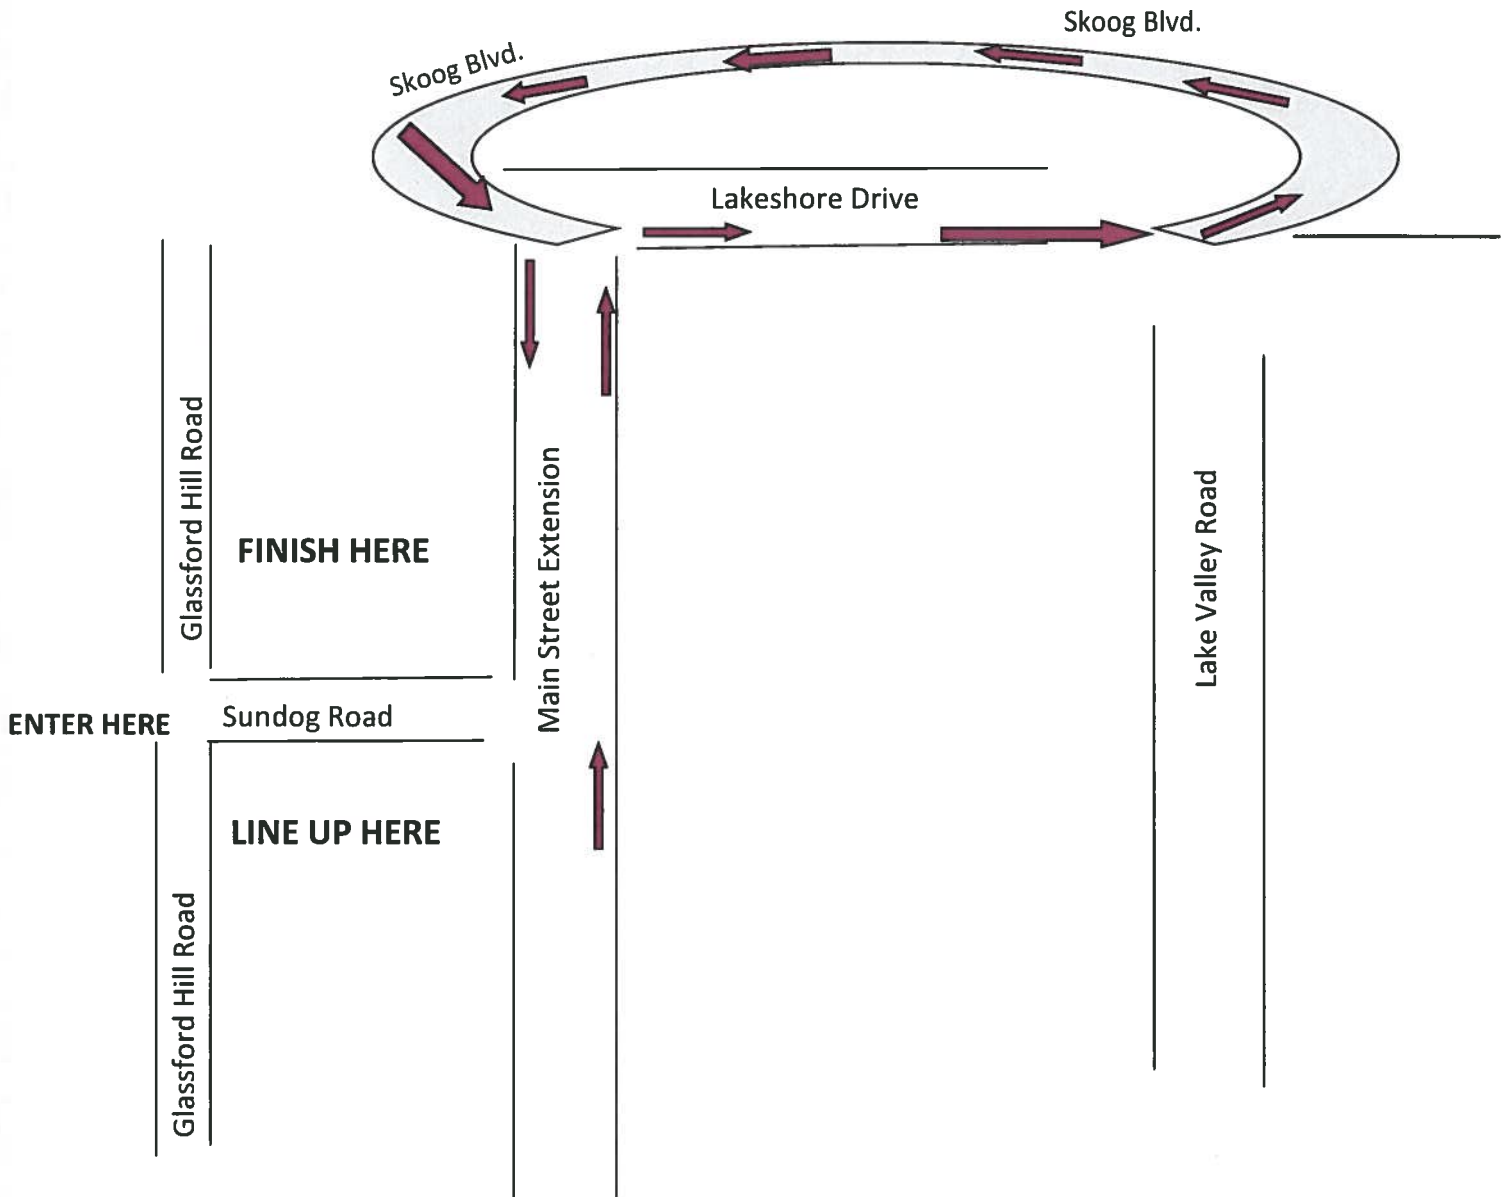 Skoog Blvd.
Skoog Blvd.
Lakeshore Drive
Glassford Hill Road
FINISH HERE
Main Street Extension
Lake Valley Road
ENTER HERE
Sundog Road
LINE UP HERE
Glassford Hill Road